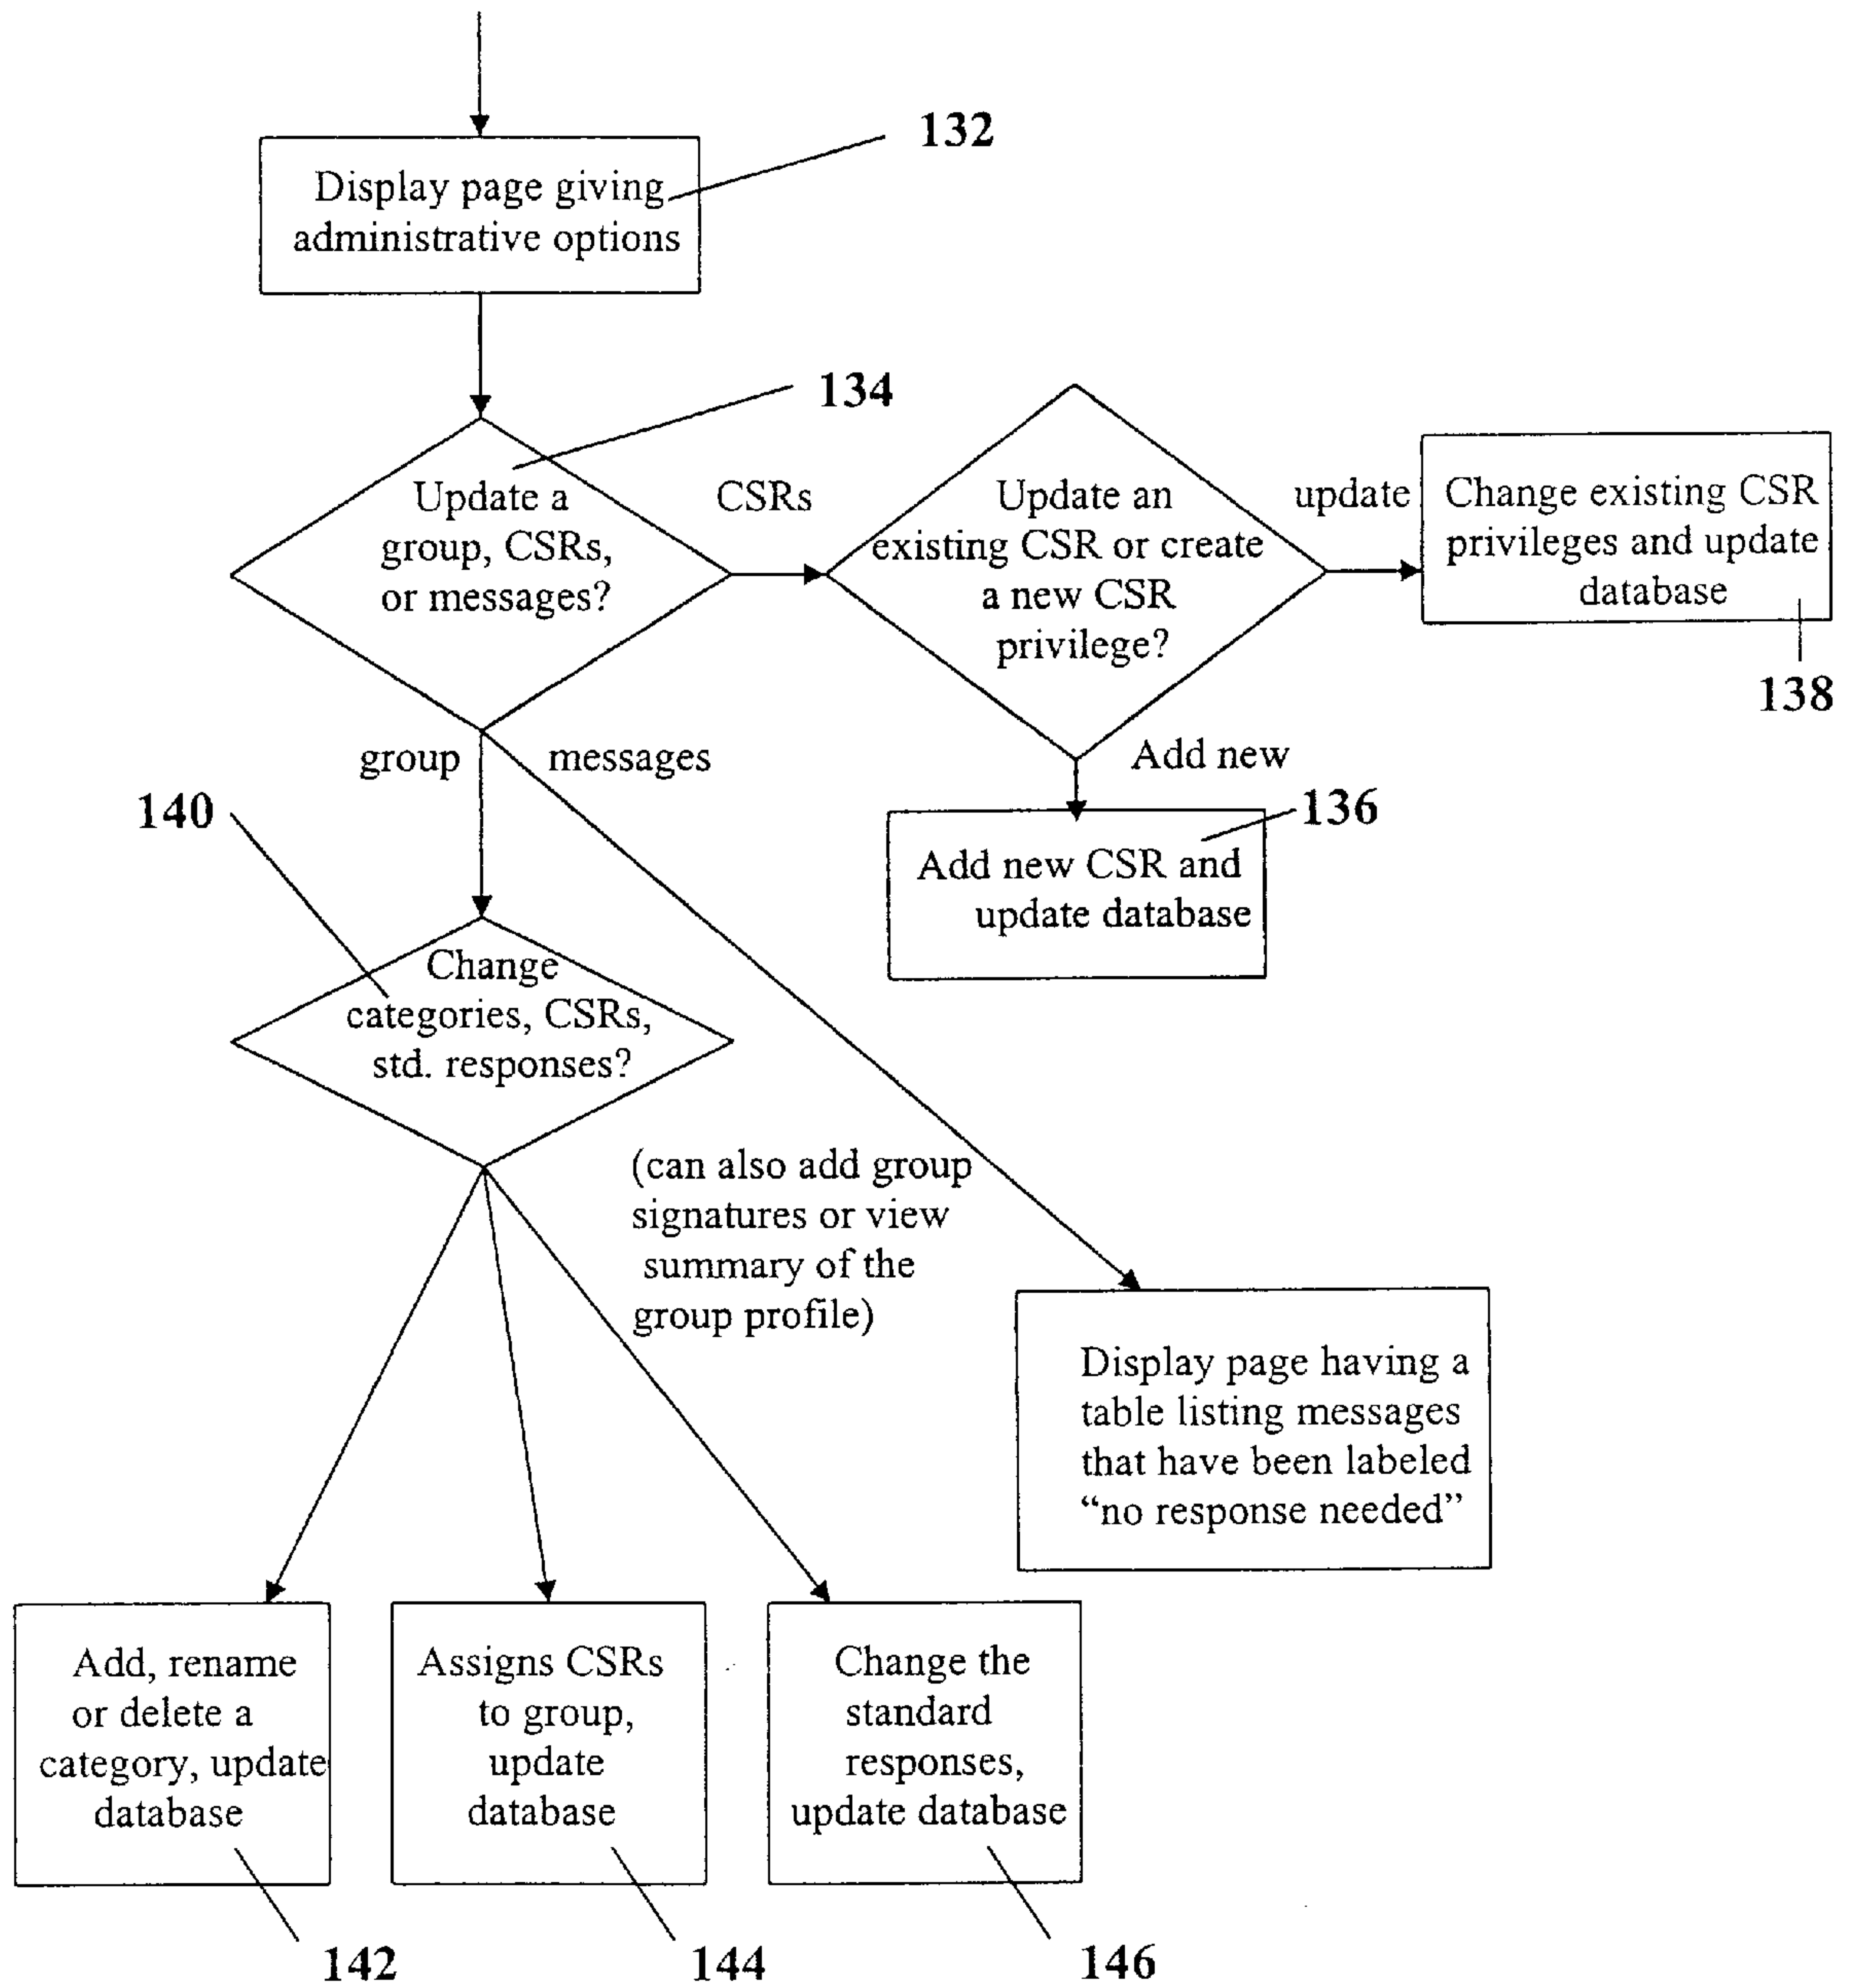 132
Display page giving
administrative options
134
Update a
group, CSRs,
or messages?
CSRs
Update an
existing CSR or create
a new CSR
privilege?
update
Change existing CSR
privileges and update
database
138
group
messages
Add new
140
136
Add new CSR and
update database
Change
categories, CSRs,
std. responses?
(can also add group
signatures or view
summary of the
group profile)
Display page having a
table listing messages
that have been labeled
“no response needed”
Add, rename
or delete a
category, update
database
Assigns CSRs
to group,
update
database
Change the
standard
responses,
update database
142
144
146